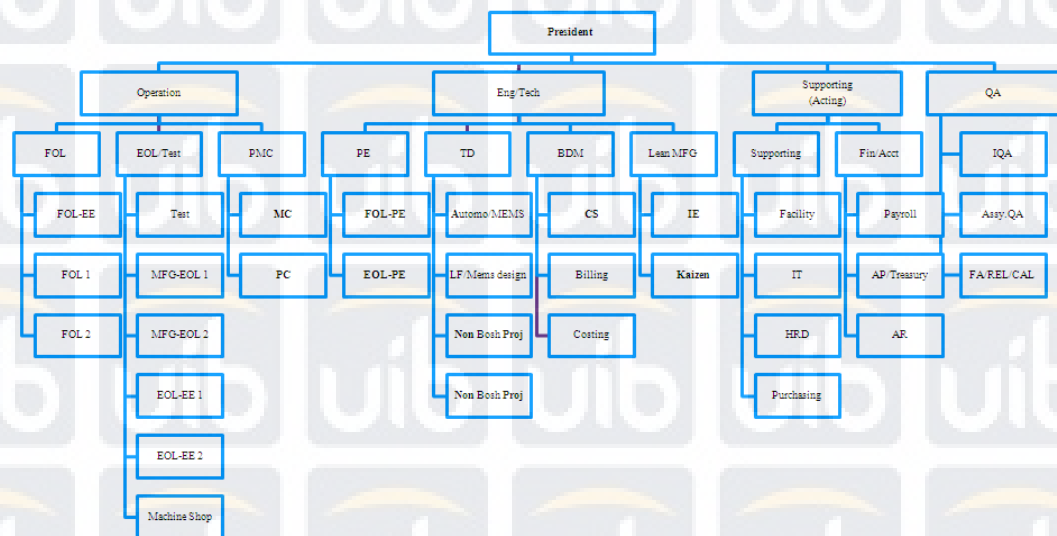 President
Operation
Eng/Tech
Supporting
(Acting)
QA
FOL
EOL/Test
PMC
PE
TD
BDM
Lean MFG
Supporting
Fin/Acct
IQA
FOL-EE
Test
MC
FOL-PE
Automo/MEMS
CS
IE
Facility
Payroll
Assy.QA
FOL 1
MFG-EOL 1
PC
EOL-PE
LF/Mems design
Billing
Kaizen
IT
AP/Treasury
FA/REL/CAL
FOL 2
MFG-EOL 2
Non Bosh Proj
Costing
HRD
AR
EOL-EE 1
Non Bosh Proj
Purchasing
EOL-EE 2
Machine Shop
uib